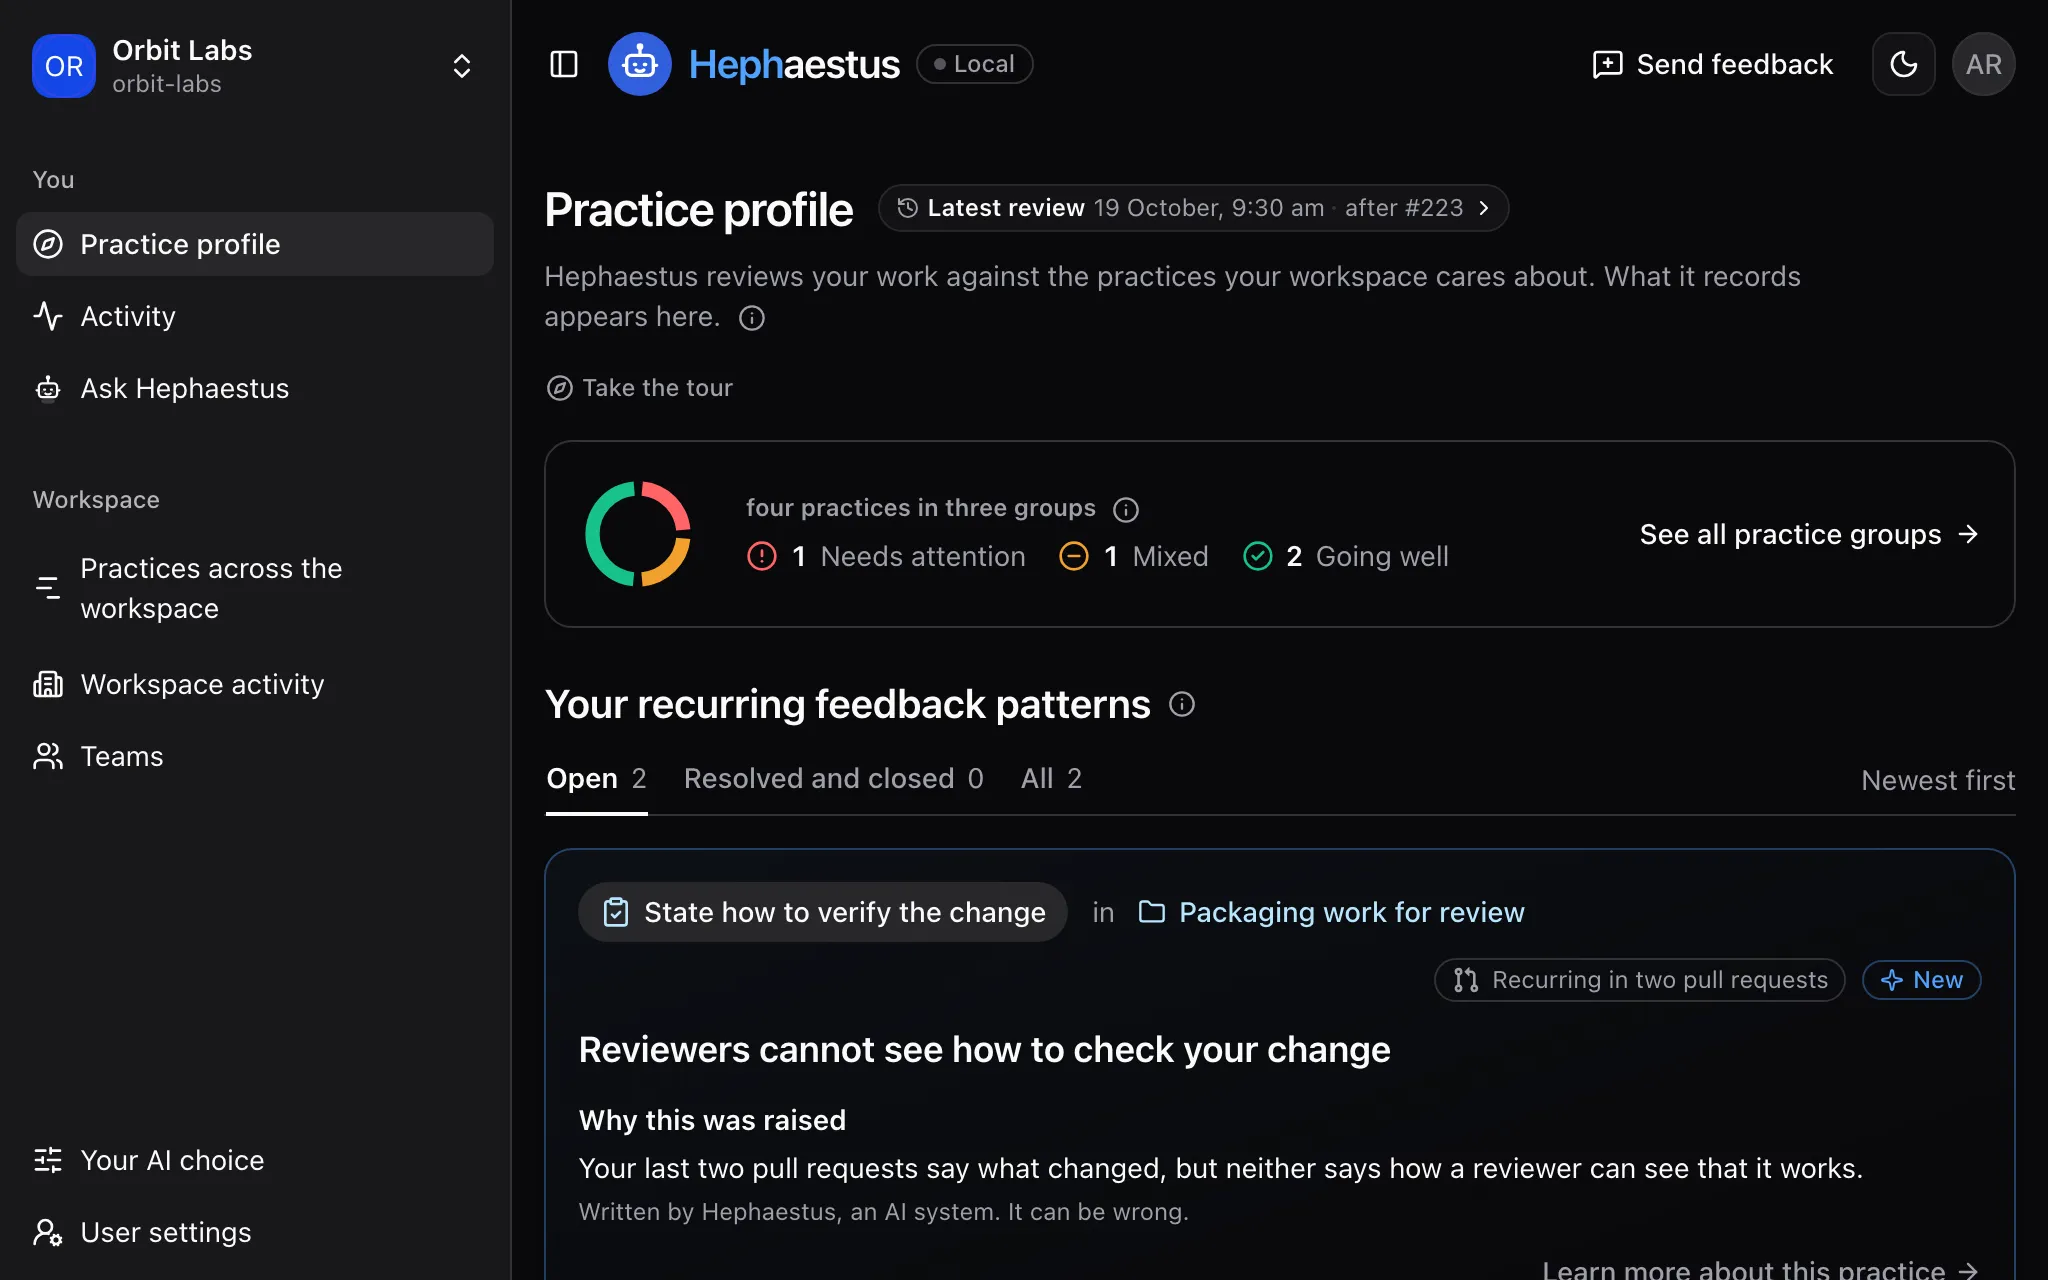 OR
Orbit Labs
orbit-labs
You
Practice profile
Activity
Ask Hephaestus
Workspace
Practices across the
workspace
Workspace activity
Teams
Your AI choice
User settings
Hephaestus
Local
Send feedback
AR
Practice profile
Latest review 19 October, 9:30 am · after #223
Hephaestus reviews your work against the practices your workspace cares about. What it records
appears here.
Take the tour
four practices in three groups
1 Needs attention 1 Mixed 2 Going well
See all practice groups
Your recurring feedback patterns
Open 2 Resolved and closed 0 All 2
Newest first
State how to verify the change in Packaging work for review
Recurring in two pull requests
New
Reviewers cannot see how to check your change
Why this was raised
Your last two pull requests say what changed, but neither says how a reviewer can see that it works.
Written by Hephaestus, an AI system. It can be wrong.
Learn more about this practice